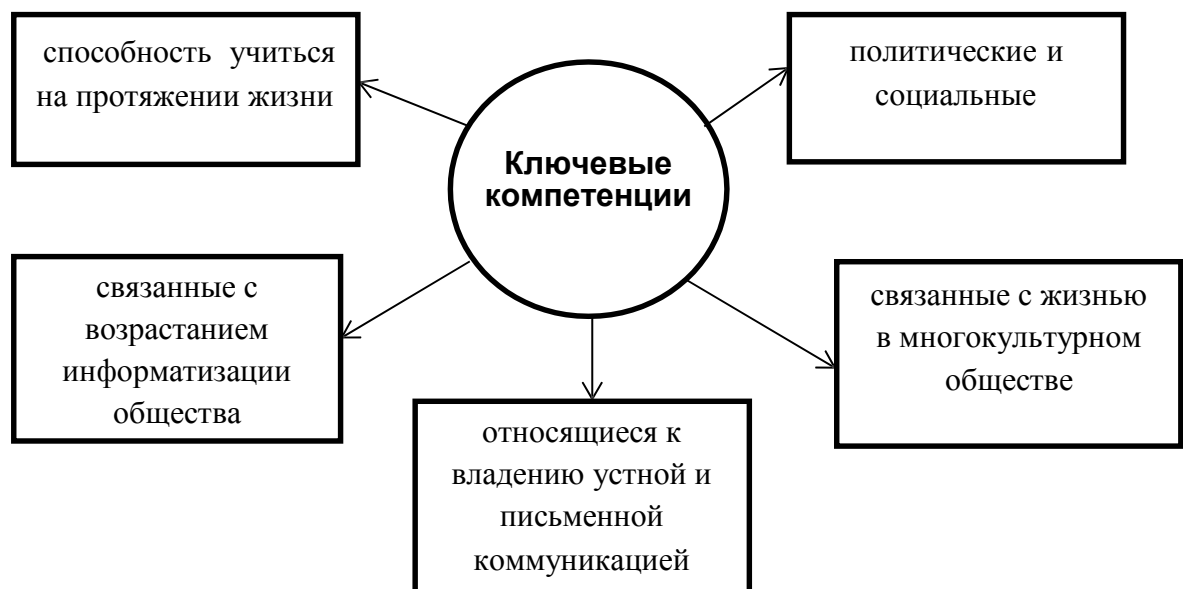 способность учиться
на протяжении жизни
политические и
социальные
Ключевые
компетенции
связанные с
возрастанием
информатизации
общества
связанные с жизнью
в многокультурном
обществе
относящиеся к
владению устной и
письменной
коммуникацией